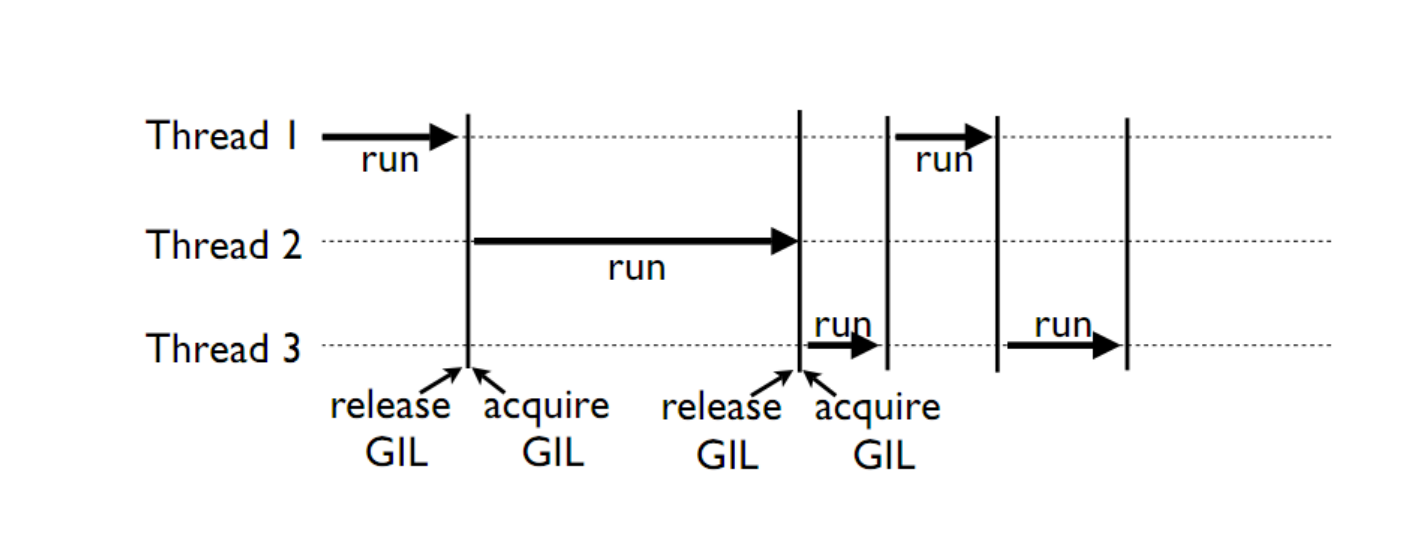 Thread 1
run
run
Thread 2
run
Thread 3
run
run
release GIL
acquire GIL
release GIL
acquire GIL